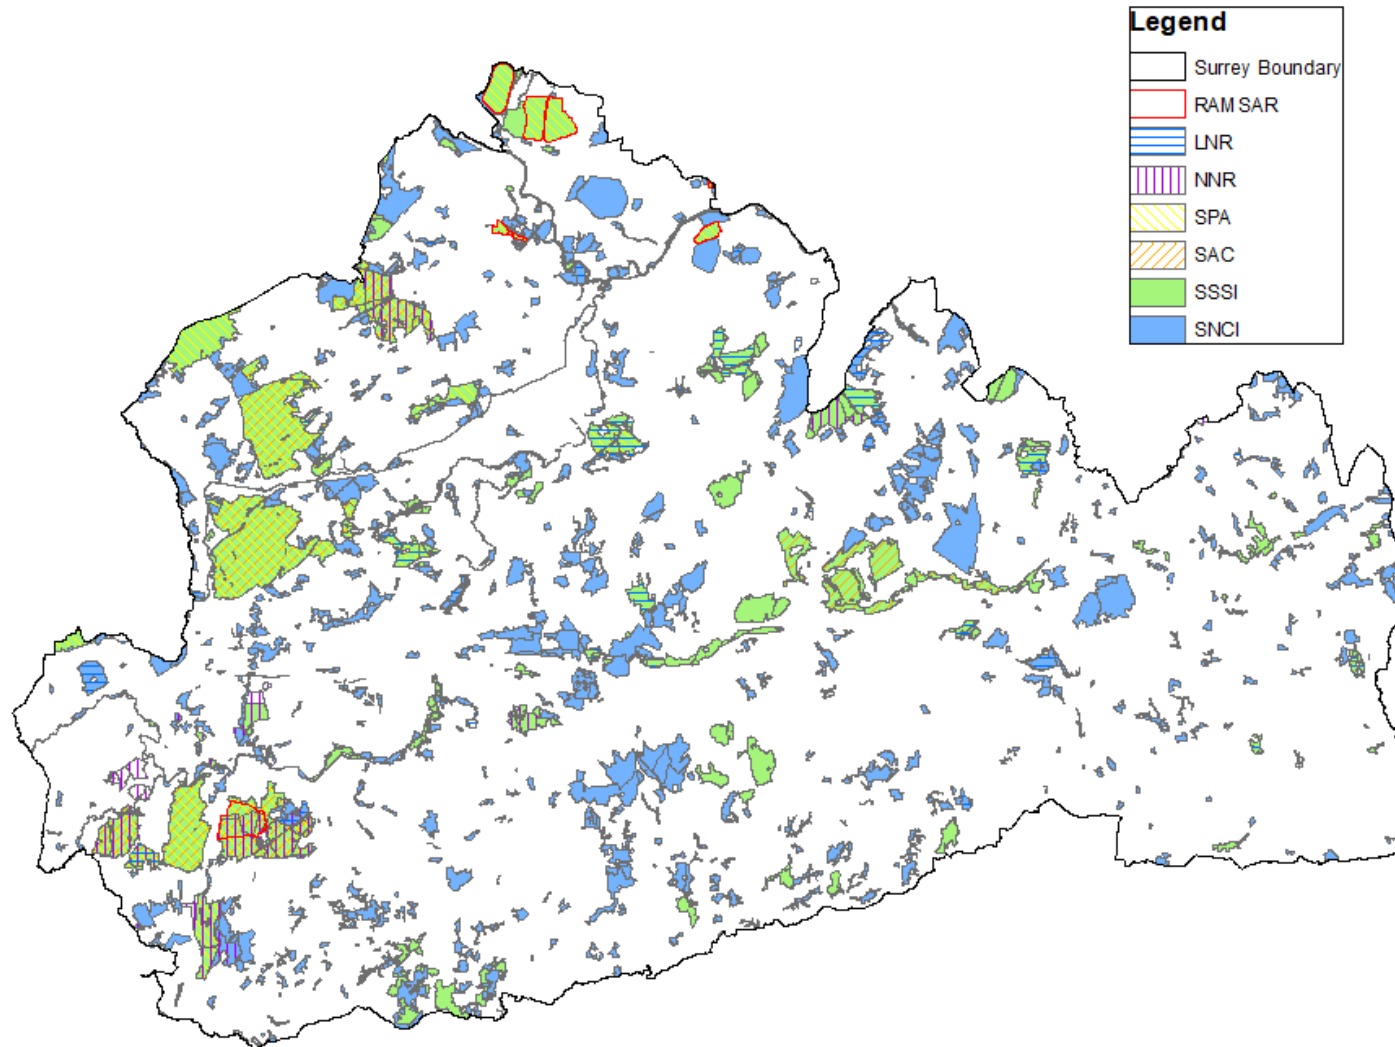 Legend
Surrey Boundary
RAMSAR
LNR
NNR
SPA
SAC
SSSI
SNCI